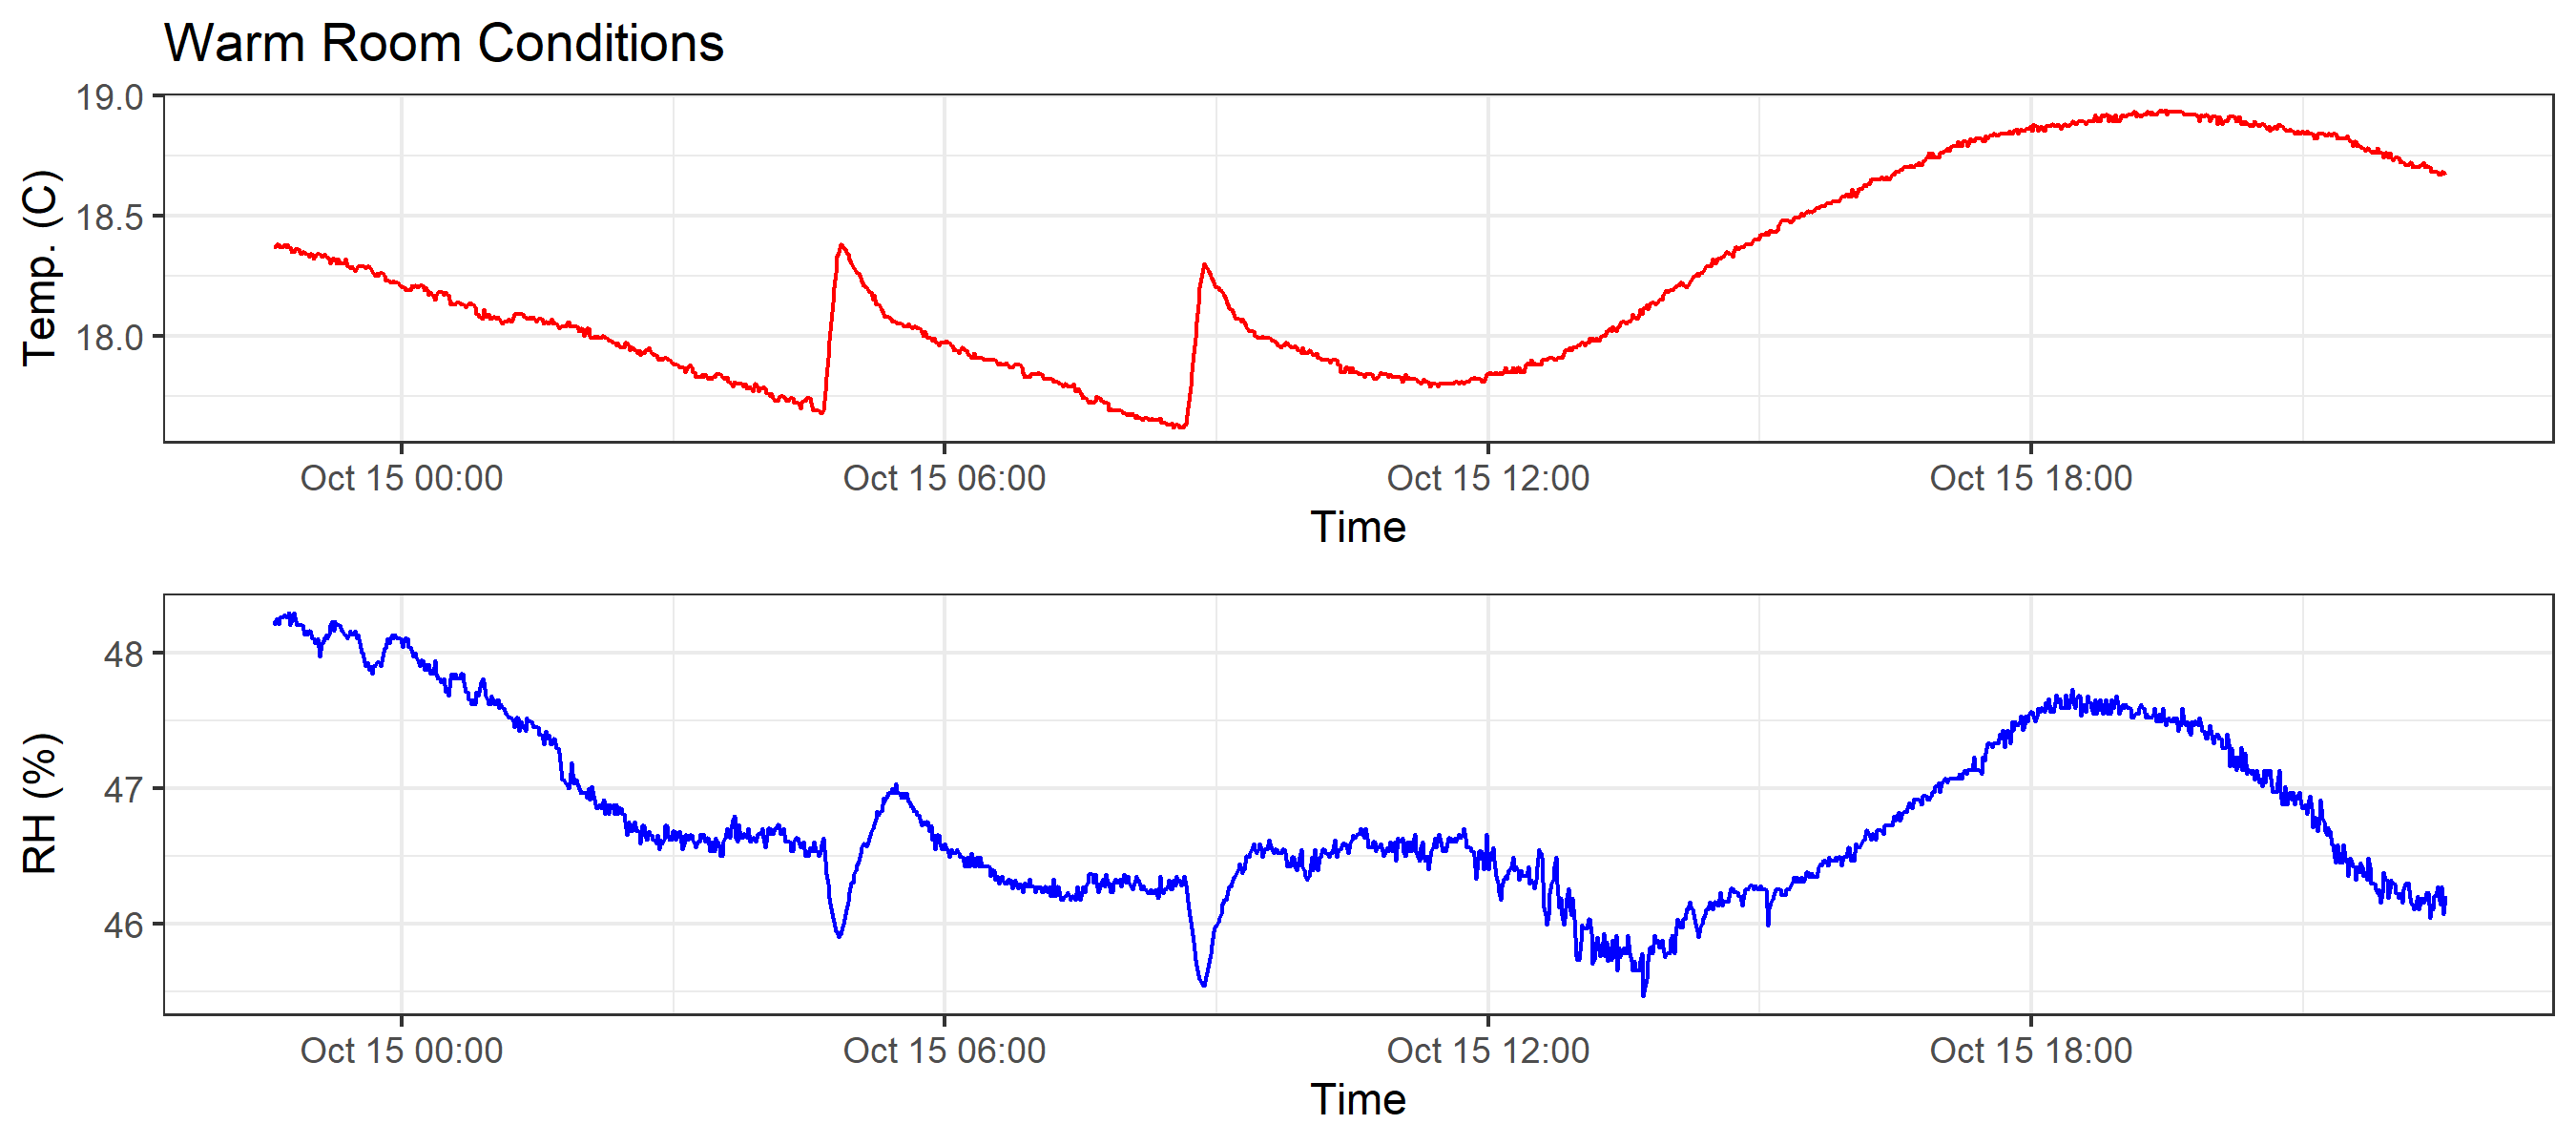 Warm Room Conditions
19.0
18.5
18.0
Temp. (C)
Oct 15 00:00 Oct 15 06:00 Oct 15 12:00 Oct 15 18:00
Time
48
47
46
RH (%)
Oct 15 00:00 Oct 15 06:00 Oct 15 12:00 Oct 15 18:00
Time